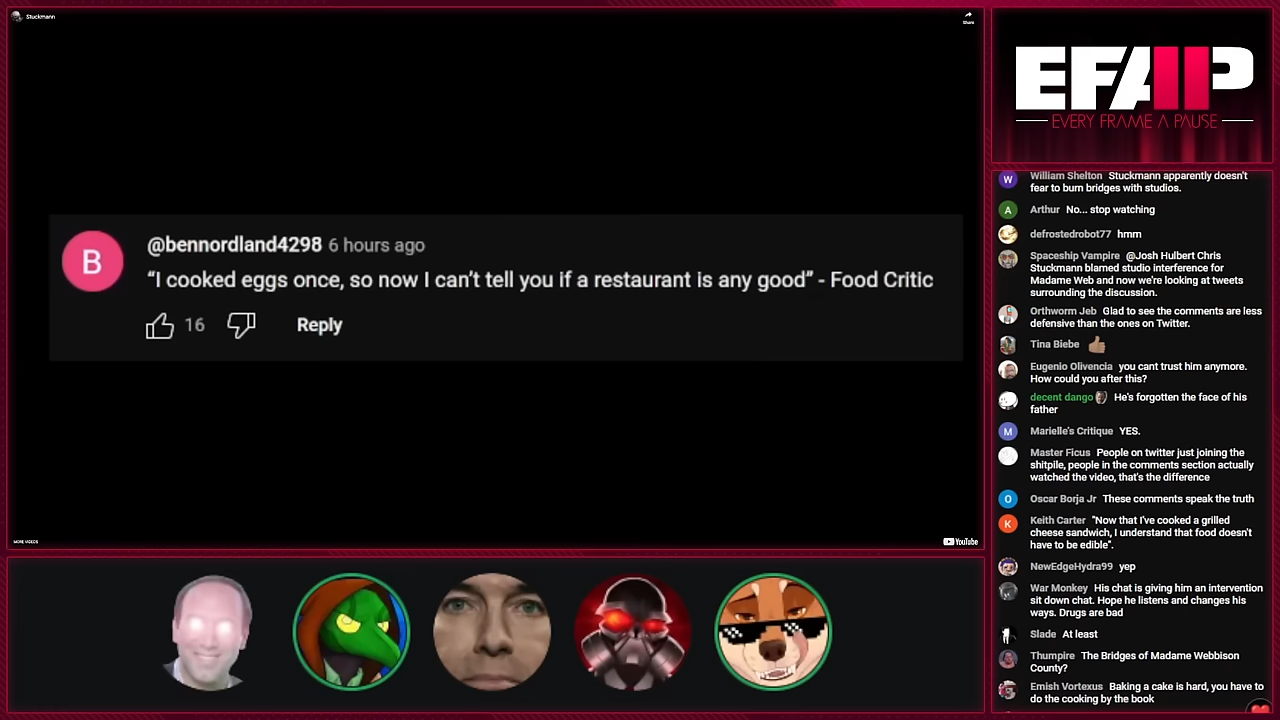 Stuckmann
Share
@bennordland4298 6 hours ago
“I cooked eggs once, so now I can’t tell you if a restaurant is any good” - Food Critic
B
16
Reply
MORE VIDEOS
YouTube
EFAP
EVERY FRAME A PAUSE
W
William Shelton Stuckmann apparently doesn't
fear to burn bridges with studios.
A
Arthur No... stop watching
defrostedrobot77 hmm
Spaceship Vampire @Josh Hulbert Chris
Stuckmann blamed studio interference for
Madame Web and now we're looking at tweets
surrounding the discussion.
Orthworm Jeb Glad to see the comments are less
defensive than the ones on Twitter.
Tina Biebe
Eugenio Olivencia you cant trust him anymore.
How could you after this?
decent dango He's forgotten the face of his
father
M
Marielle's Critique YES.
Master Ficus People on twitter just joining the
shitpile, people in the comments section actually
watched the video, that's the difference
O
Oscar Borja Jr These comments speak the truth
K
Keith Carter "Now that I've cooked a grilled
cheese sandwich, I understand that food doesn't
have to be edible".
NewEdgeHydra99 yep
War Monkey His chat is giving him an intervention
sit down chat. Hope he listens and changes his
ways. Drugs are bad
Slade At least
Thumpire The Bridges of Madame Webbison
County?
Emish Vortexus Baking a cake is hard, you have to
do the cooking by the book